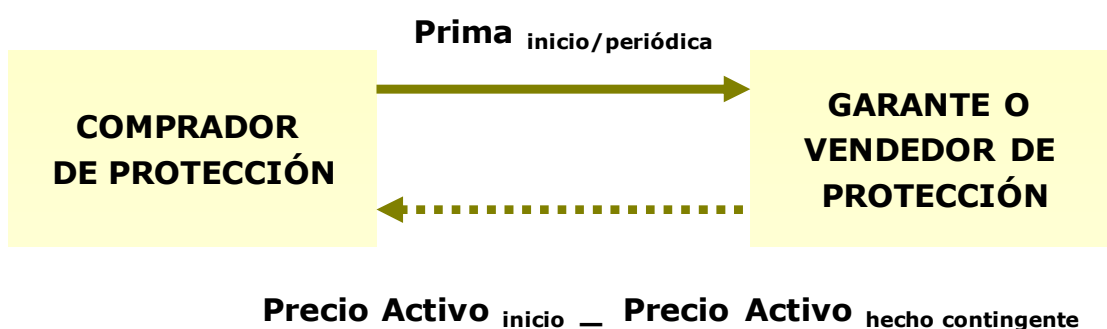 Prima inicio/periódica
COMPRADOR
DE PROTECCIÓN
GARANTE O
VENDEDOR DE
PROTECCIÓN
Precio Activo inicio – Precio Activo hecho contingente